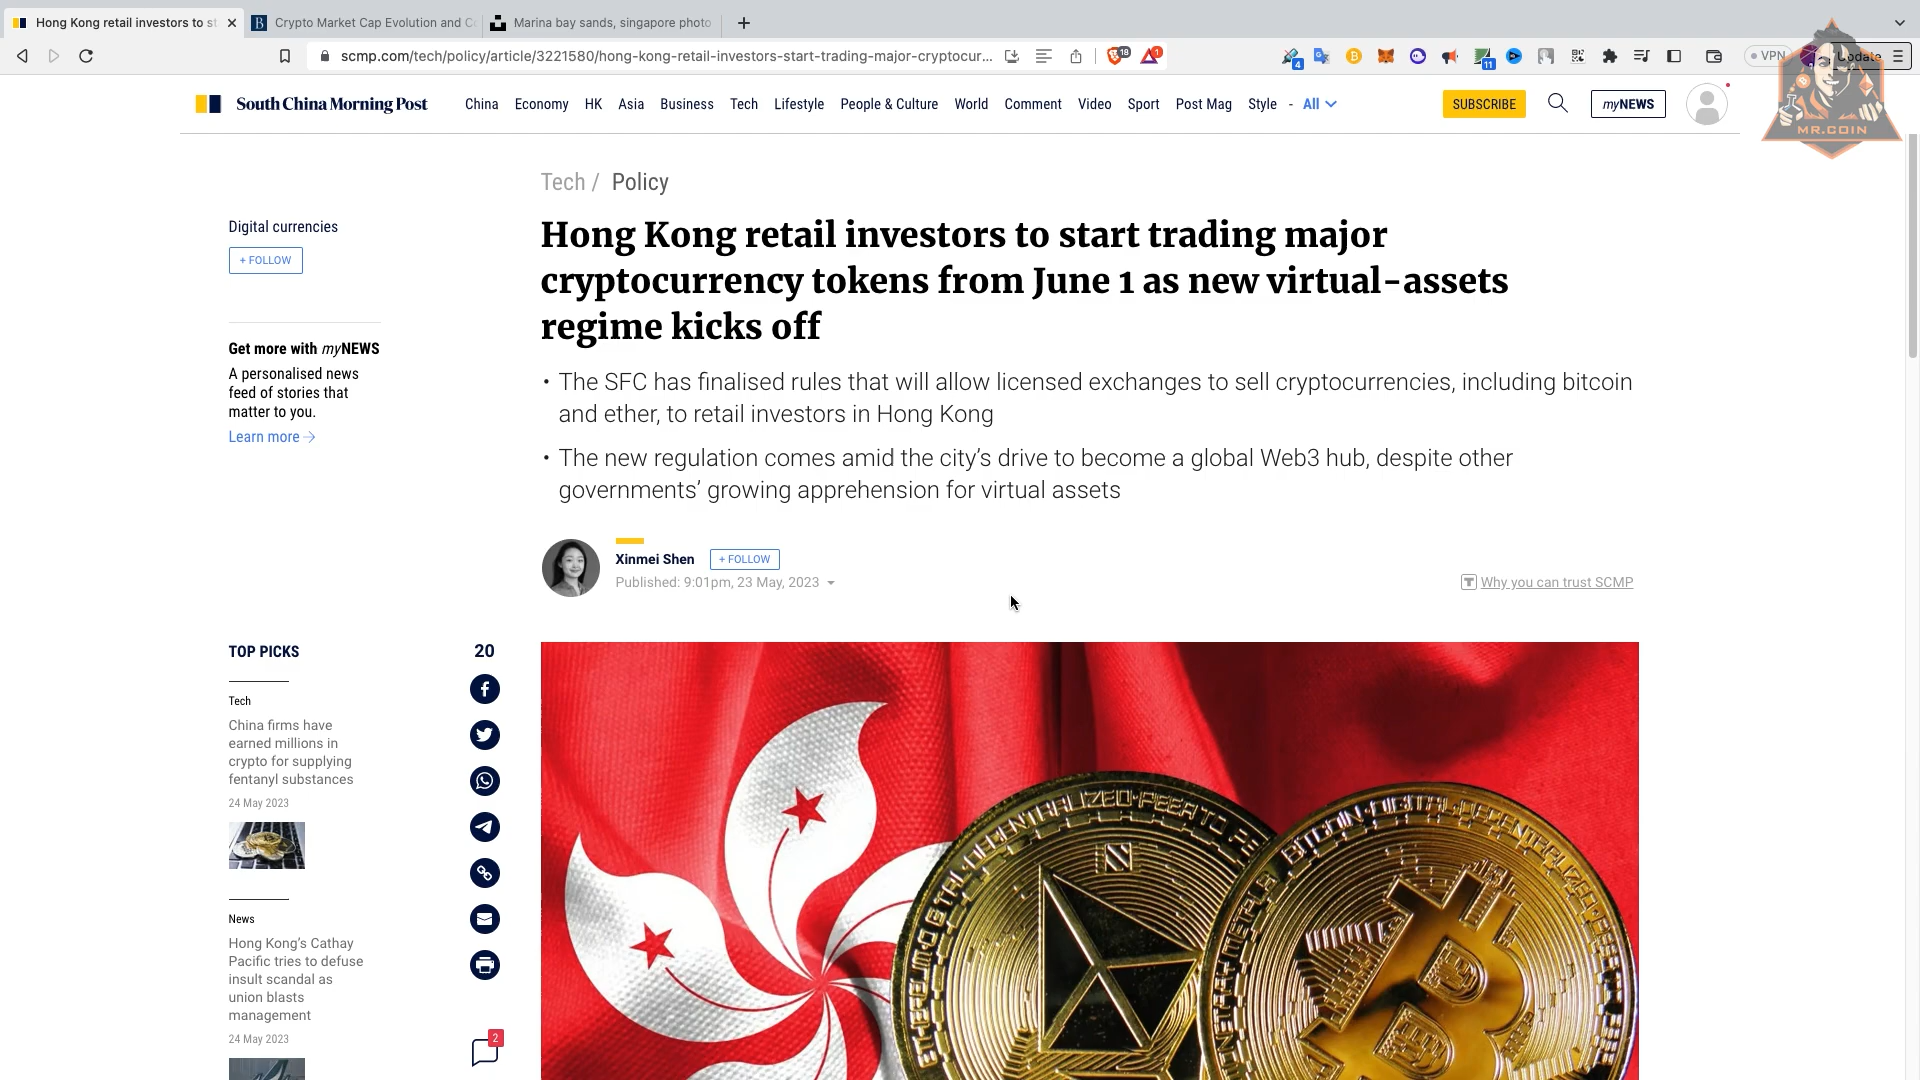 Hong Kong retail investors to st
Crypto Market Cap Evolution and Co
Marina bay sands, singapore photo
scmp.com/tech/policy/article/3221580/hong-kong-retail-investors-start-trading-major-cryptocur...
18
1
4
11
VPN
Update
MR.COIN
South China Morning Post
China Economy HK Asia Business Tech Lifestyle People & Culture World Comment Video Sport Post Mag Style - All
SUBSCRIBE
myNEWS
Tech / Policy
Digital currencies
+ FOLLOW
Hong Kong retail investors to start trading major
cryptocurrency tokens from June 1 as new virtual-assets
regime kicks off
Get more with myNEWS
A personalised news
feed of stories that
matter to you.
Learn more
• The SFC has finalised rules that will allow licensed exchanges to sell cryptocurrencies, including bitcoin
and ether, to retail investors in Hong Kong
• The new regulation comes amid the city’s drive to become a global Web3 hub, despite other
governments’ growing apprehension for virtual assets
Xinmei Shen
+ FOLLOW
Published: 9:01pm, 23 May, 2023
Why you can trust SCMP
TOP PICKS
20
Tech
China firms have
earned millions in
crypto for supplying
fentanyl substances
24 May 2023
News
Hong Kong’s Cathay
Pacific tries to defuse
insult scandal as
union blasts
management
24 May 2023
2